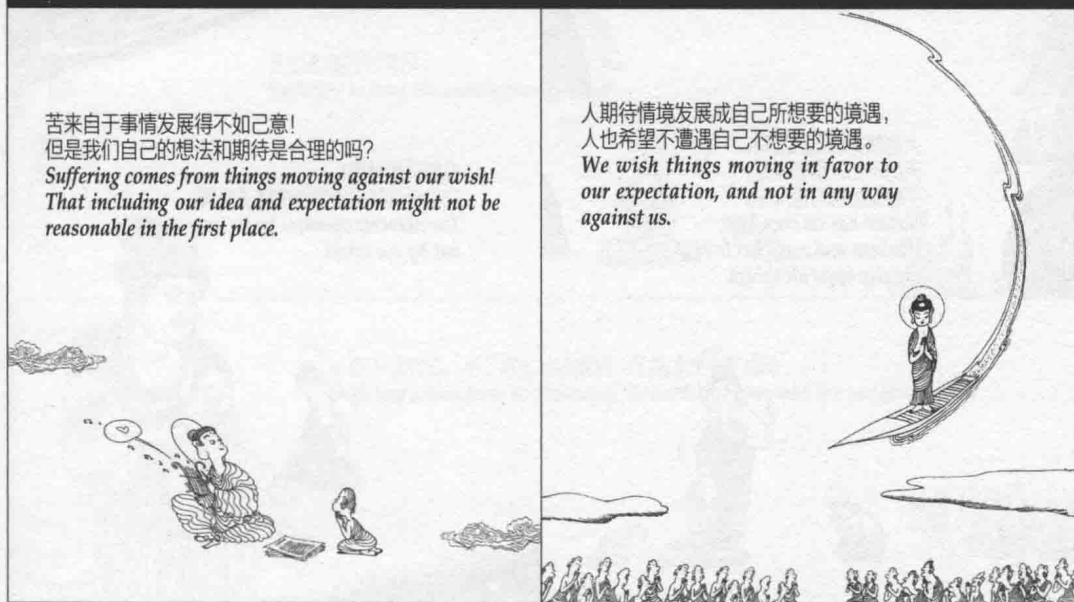 苦来自于事情发展得不如己意！
但是我们自己的想法和期待是合理的吗？
Suffering comes from things moving against our wish!
That including our idea and expectation might not be
reasonable in the first place.
人期待情境发展成自己所想要的境遇，
人也希望不遭遇自己不想要的境遇。
We wish things moving in favor to
our expectation, and not in any way
against us.